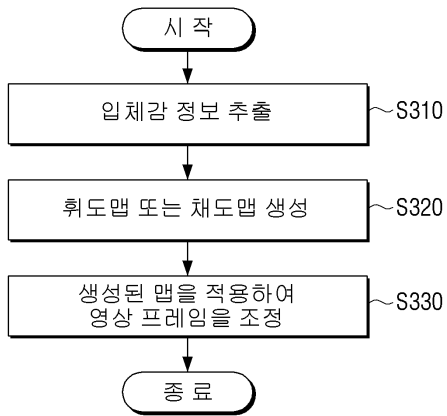 시 작
입체감 정보 추출
S310
휘도맵 또는 채도맵 생성
S320
생성된 맵을 적용하여
영상 프레임을 조정
S330
종 료